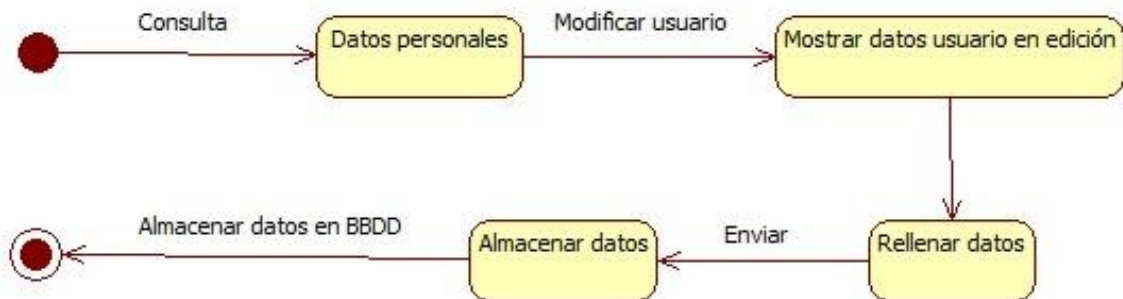 Consulta
Datos personales
Modificar usuario
Mostrar datos usuario en edición
Almacenar datos en BBDD
Almacenar datos
Enviar
Rellenar datos